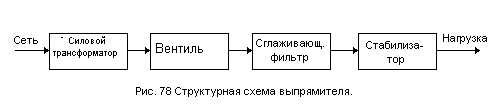 Сеть
Силовой
трансформатор
Вентиль
Сглаживающ.
фильтр
Стабилиза-
тор
Нагрузка
Рис. 78 Структурная схема выпрямителя.